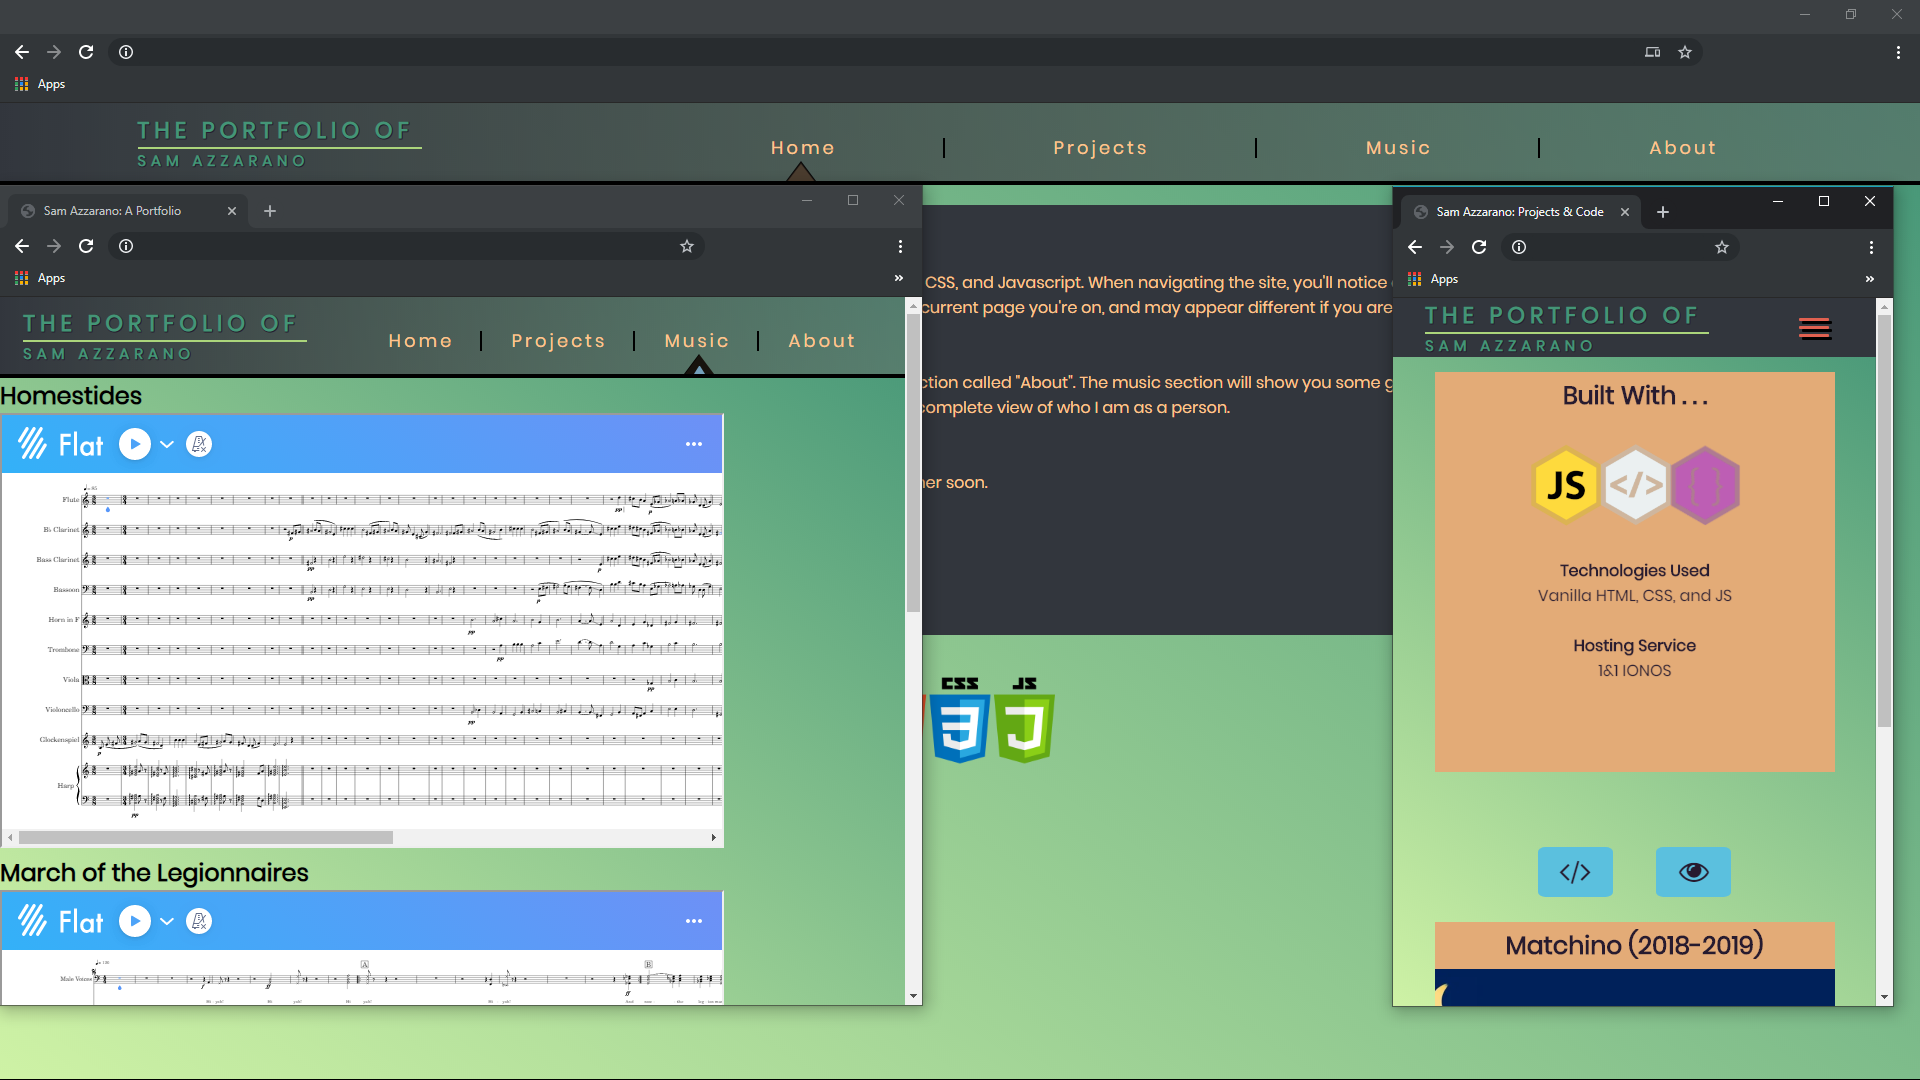 Apps
THE PORTFOLIO OF
SAM AZZARANO
Home
Projects
Music
About
Sam Azzarano: A Portfolio
Apps
»
THE PORTFOLIO OF
SAM AZZARANO
Home
Projects
Music
About
Homestides
Flat
Flute
B♭ Clarinet
Bass Clarinet
Bassoon
Horn in F
Trombone
Viola
Violoncello
Glockenspiel
Harp
March of the Legionnaires
Flat
A
B
Male Voices
CSS, and Javascript. When navigating the site, you'll notice
current page you're on, and may appear different if you are
ction called "About". The music section will show you some g
complete view of who I am as a person.
her soon.
CSS
JS
Sam Azzarano: Projects & Code
Apps
»
THE PORTFOLIO OF
SAM AZZARANO
Built With . . .
JS
</>
{ }
Technologies Used
Vanilla HTML, CSS, and JS
Hosting Service
1&1 IONOS
</>
Matchino (2018-2019)